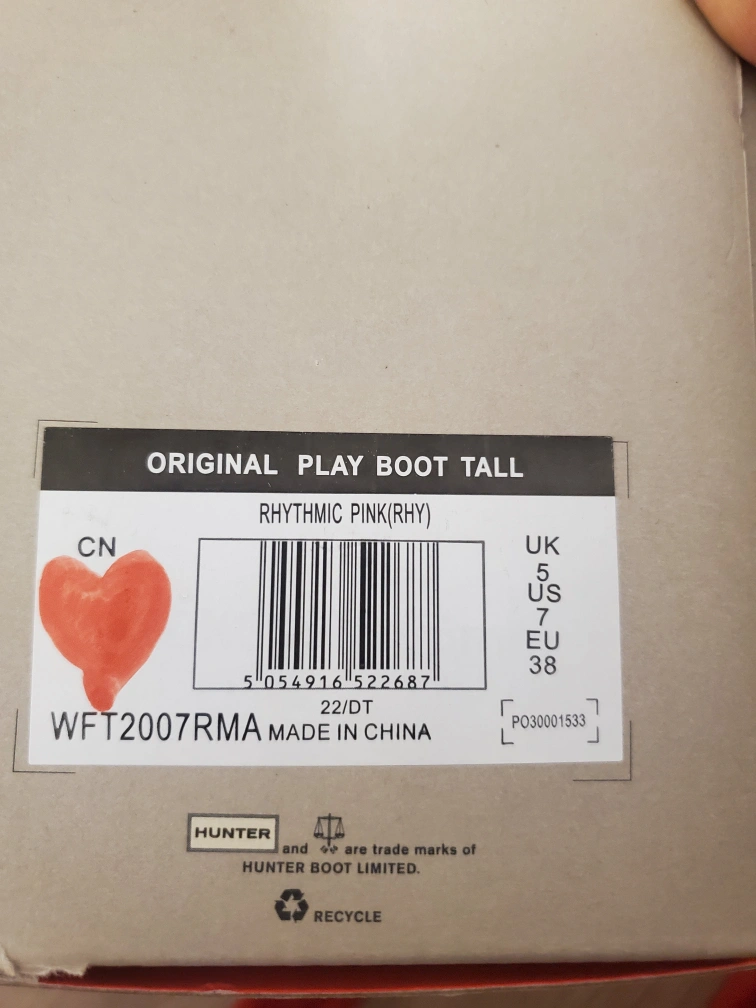 ORIGINAL PLAY BOOT TALL
RHYTHMIC PINK(RHY)
CN
5 054916 522687
UK
5
US
7
EU
38
22/DT
WFT2007RMA MADE IN CHINA
PO30001533
HUNTER and are trade marks of
HUNTER BOOT LIMITED.
RECYCLE